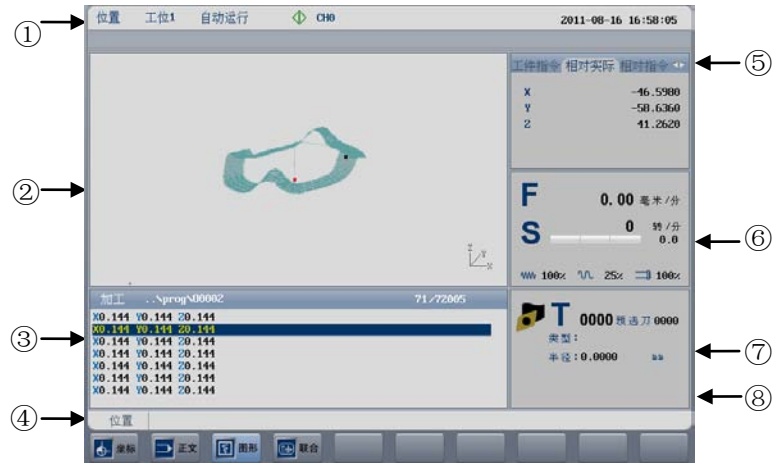 位置 工位1 自动运行 CH0 2011-08-16 16:58:05
①
工件指令 相对实际 相对指令
⑤
X -46.5980
Y -58.6360
Z 41.2620
②
F 0.00 毫米/分
S 0 转/分
0.0
⑥
100% 25% 100%
Z Y X
加工 ..\prog\O0002 71/72005
X0.144 Y0.144 Z0.144
X0.144 Y0.144 Z0.144
X0.144 Y0.144 Z0.144
X0.144 Y0.144 Z0.144
X0.144 Y0.144 Z0.144
X0.144 Y0.144 Z0.144
X0.144 Y0.144 Z0.144
③
T 0000 预选刀 0000
类型:
半径:0.0000
⑦
⑧
④
位置
坐标 正文 图形 联合